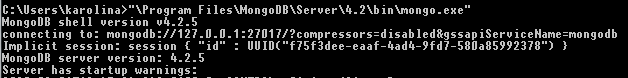 C:\Users\karolina>"\Program Files\MongoDB\Server\4.2\bin\mongo.exe"
MongoDB shell version v4.2.5
connecting to: mongodb://127.0.0.1:27017/?compressors=disabled&gssapiServiceName=mongodb
Implicit session: session { "id" : UUID("f75f3dee-eaaf-4ad4-9fd7-580a85992378") }
MongoDB server version: 4.2.5
Server has startup warnings: